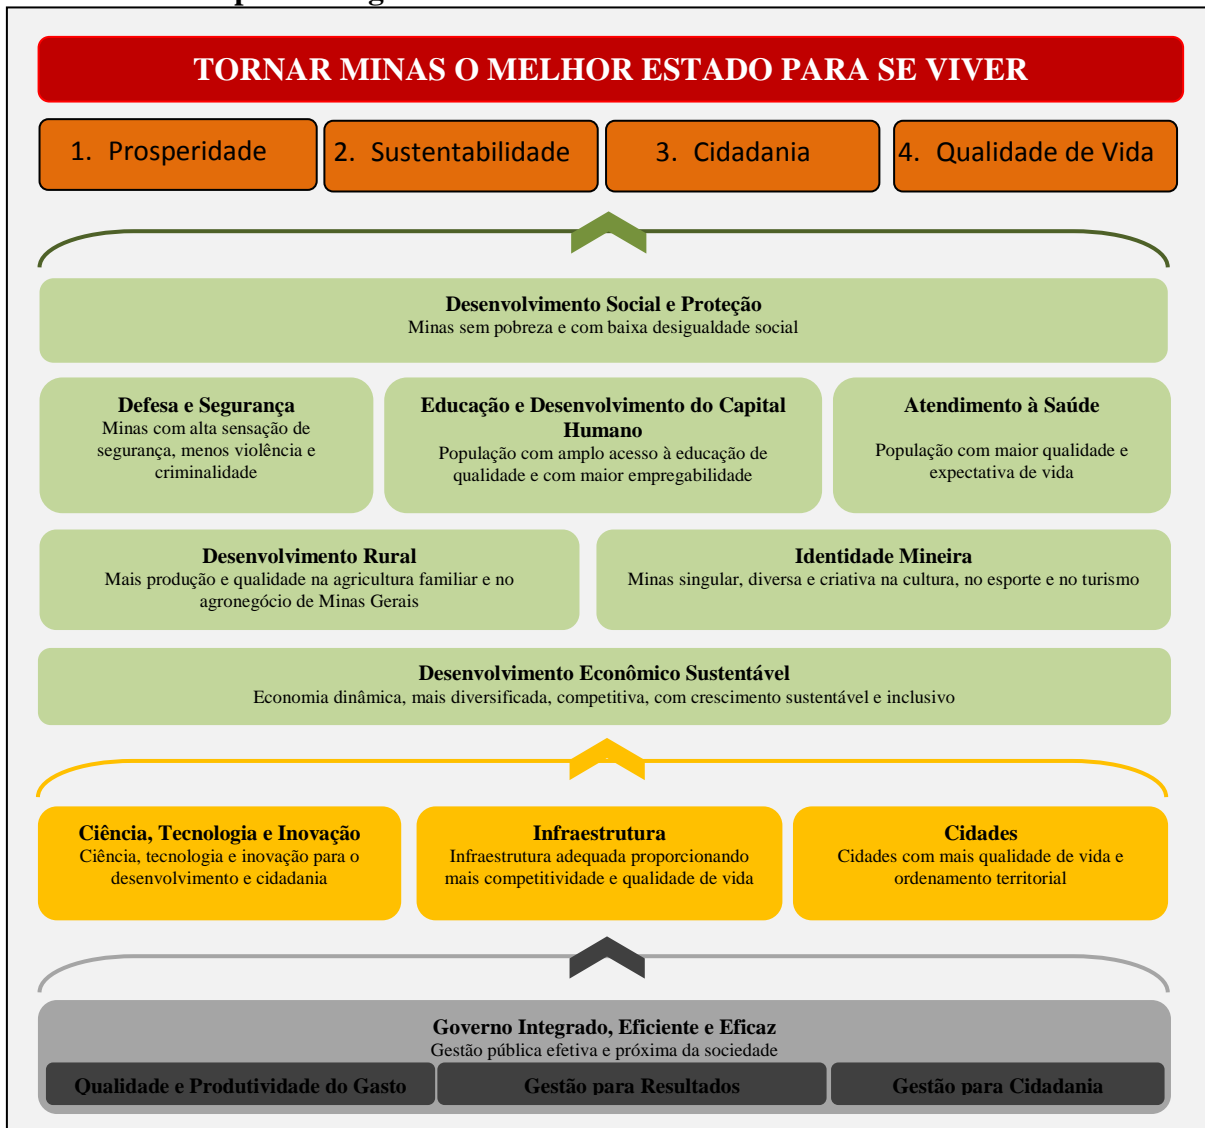 TORNAR MINAS O MELHOR ESTADO PARA SE VIVER
1. Prosperidade
2. Sustentabilidade
3. Cidadania
4. Qualidade de Vida
Desenvolvimento Social e Proteção
Minas sem pobreza e com baixa desigualdade social
Defesa e Segurança
Minas com alta sensação de
segurança, menos violência e
criminalidade
Educação e Desenvolvimento do Capital
Humano
População com amplo acesso à educação de
qualidade e com maior empregabilidade
Atendimento à Saúde
População com maior qualidade e
expectativa de vida
Desenvolvimento Rural
Mais produção e qualidade na agricultura familiar e no
agronegócio de Minas Gerais
Identidade Mineira
Minas singular, diversa e criativa na cultura, no esporte e no turismo
Desenvolvimento Econômico Sustentável
Economia dinâmica, mais diversificada, competitiva, com crescimento sustentável e inclusivo
Ciência, Tecnologia e Inovação
Ciência, tecnologia e inovação para o
desenvolvimento e cidadania
Infraestrutura
Infraestrutura adequada proporcionando
mais competitividade e qualidade de vida
Cidades
Cidades com mais qualidade de vida e
ordenamento territorial
Governo Integrado, Eficiente e Eficaz
Gestão pública efetiva e próxima da sociedade
Qualidade e Produtividade do Gasto
Gestão para Resultados
Gestão para Cidadania